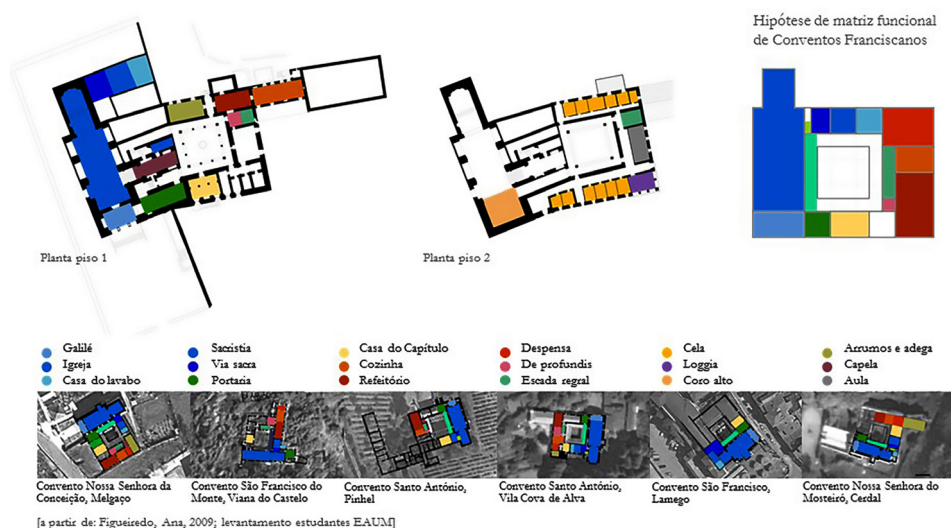 Hipótese de matriz funcional
de Conventos Franciscanos
Planta piso 1
Planta piso 2
Galilé
Igreja
Casa do lavabo
Sacristia
Via sacra
Portaria
Casa do Capítulo
Cozinha
Refeitório
Despensa
De profundis
Escada regral
Cela
Loggia
Coro alto
Arrumos e adega
Capela
Aula
Convento Nossa Senhora da
Conceição, Melgaço
Convento São Francisco do
Monte, Viana do Castelo
Convento Santo António,
Pinhel
Convento Santo António,
Vila Cova de Alva
Convento São Francisco,
Lamego
Convento Nossa Senhora do
Mosteiró, Cerdal
[a partir de: Figueiredo, Ana, 2009; levantamento estudantes EAUM]